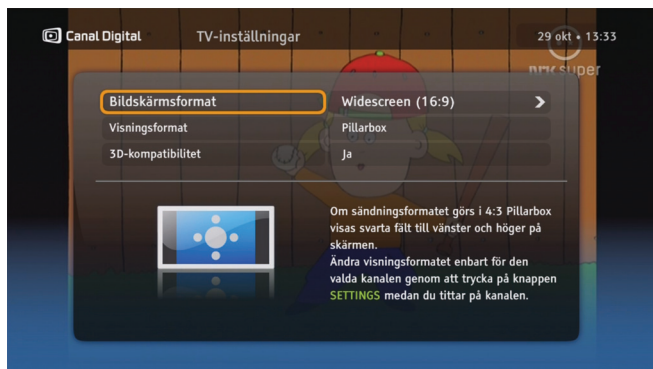 Canal Digital TV-inställningar 29 okt • 13:33
nrk super
Bildskärmsformat Widescreen (16:9)
Visningsformat Pillarbox
3D-kompatibilitet Ja
Om sändningsformatet görs i 4:3 Pillarbox
visas svarta fält till vänster och höger på
skärmen.
Ändra visningsformatet enbart för den
valda kanalen genom att trycka på knappen
SETTINGS medan du tittar på kanalen.